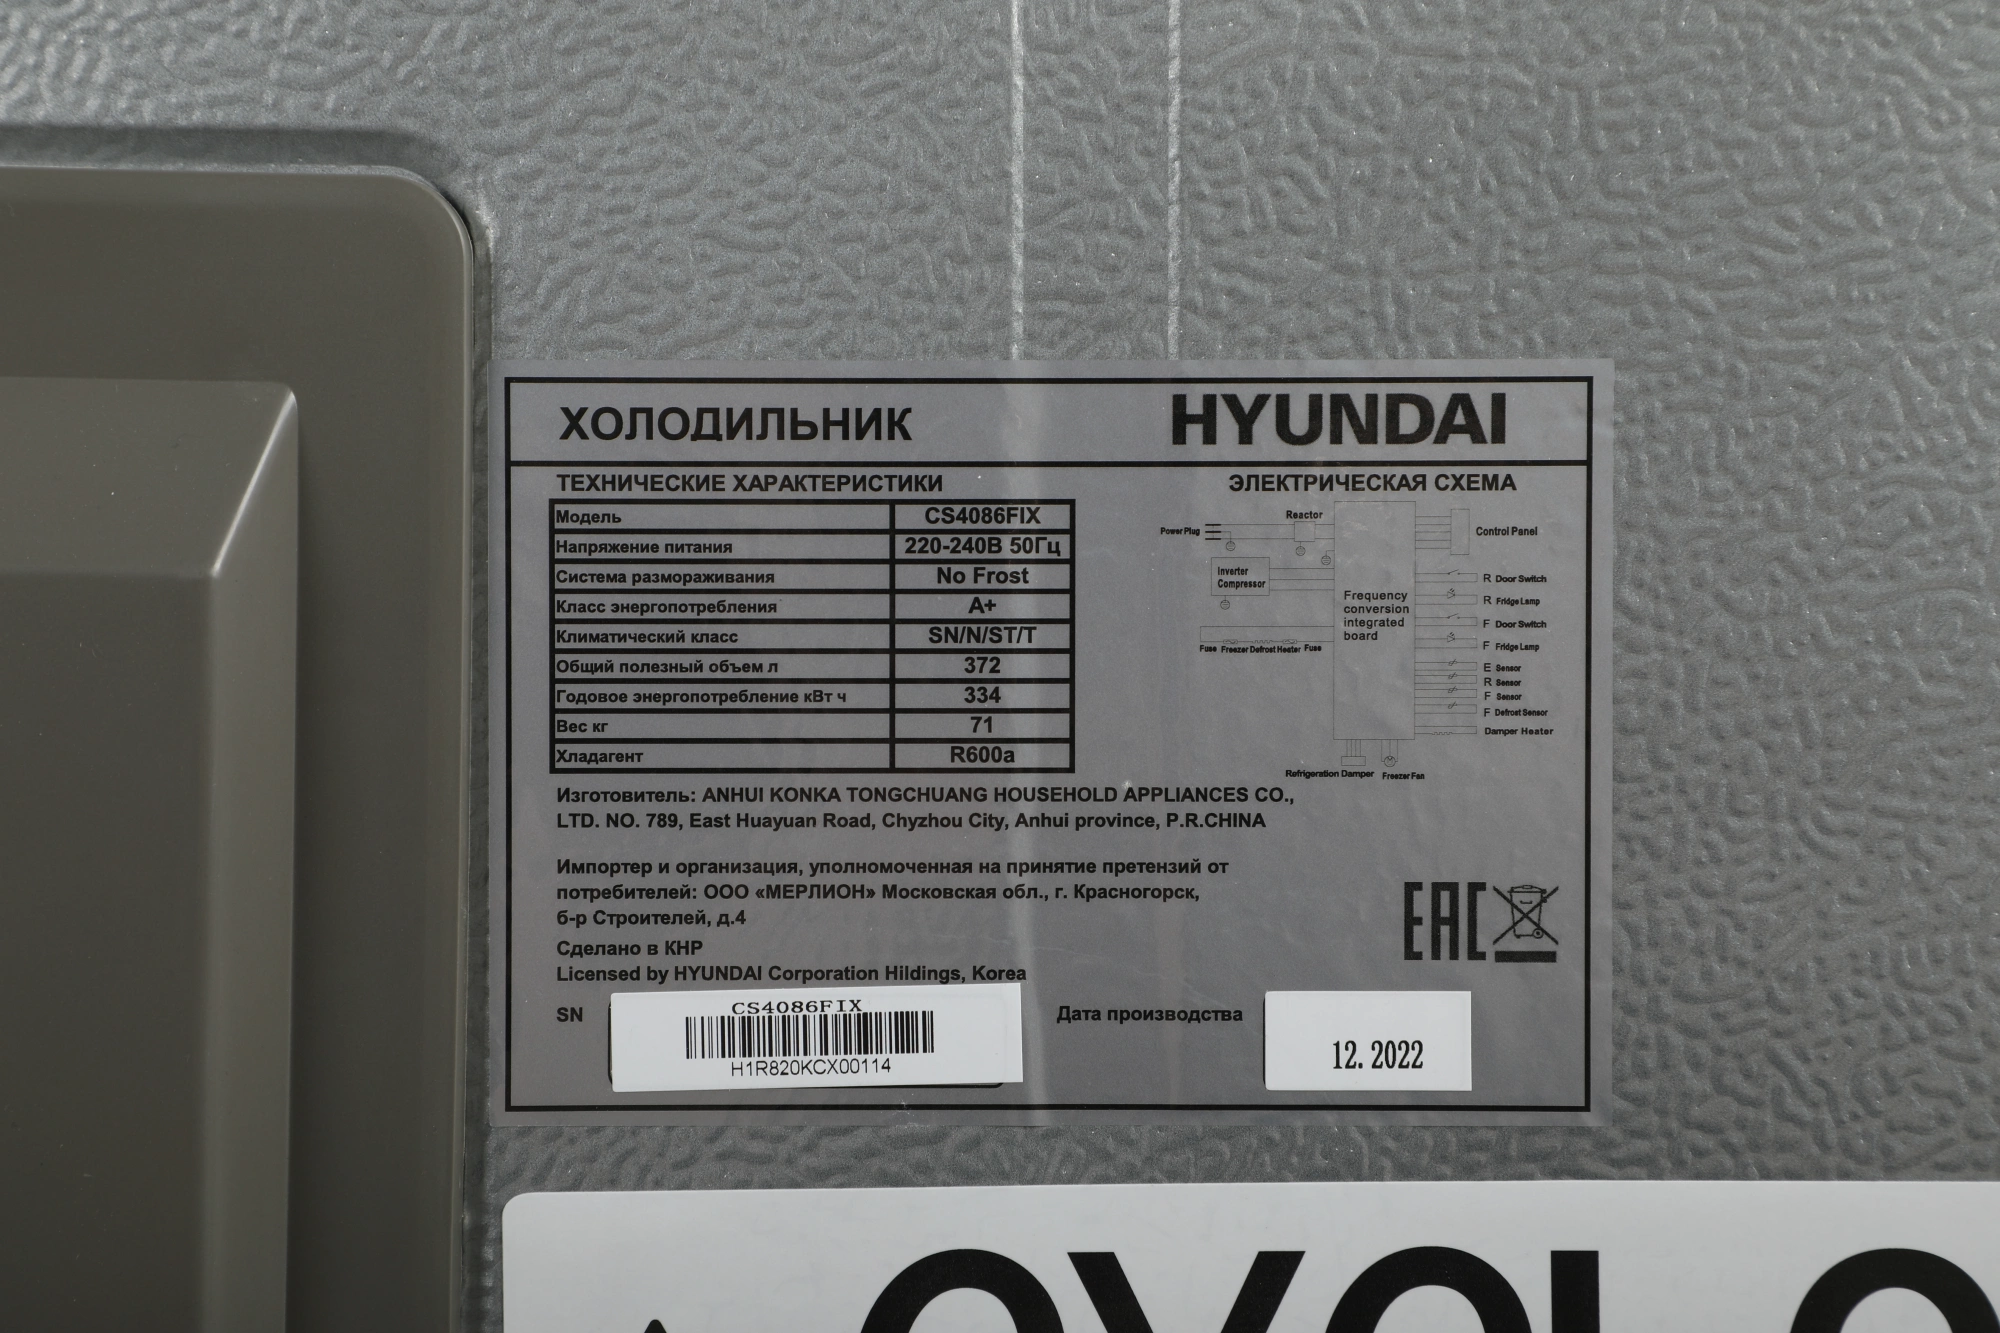 ХОЛОДИЛЬНИК HYUNDAI
ТЕХНИЧЕСКИЕ ХАРАКТЕРИСТИКИ
Модель CS4086FIX
Напряжение питания 220-240В 50Гц
Система размораживания No Frost
Класс энергопотребления A+
Климатический класс SN/N/ST/T
Общий полезный объем л 372
Годовое энергопотребление кВт ч 334
Вес кг 71
Хладагент R600a
ЭЛЕКТРИЧЕСКАЯ СХЕМА
Power Plug
Reactor
Control Panel
Inverter
Compressor
Frequency
conversion
integrated
board
Fuse Freezer Defrost Heater Fuse
R Door Switch
R Fridge Lamp
F Door Switch
F Fridge Lamp
E Sensor
R Sensor
F Sensor
F Defrost Sensor
Damper Heater
Refrigeration Damper Freezer Fan
Изготовитель: ANHUI KONKA TONGCHUANG HOUSEHOLD APPLIANCES CO.,
LTD. NO. 789, East Huayuan Road, Chyzhou City, Anhui province, P.R.CHINA
Импортер и организация, уполномоченная на принятие претензий от
потребителей: ООО «МЕРЛИОН» Московская обл., г. Красногорск,
б-р Строителей, д.4
Сделано в КНР
Licensed by HYUNDAI Corporation Hildings, Korea
EAC
SN
CS4086FIX
H1R820KCX00114
Дата производства
12.2022